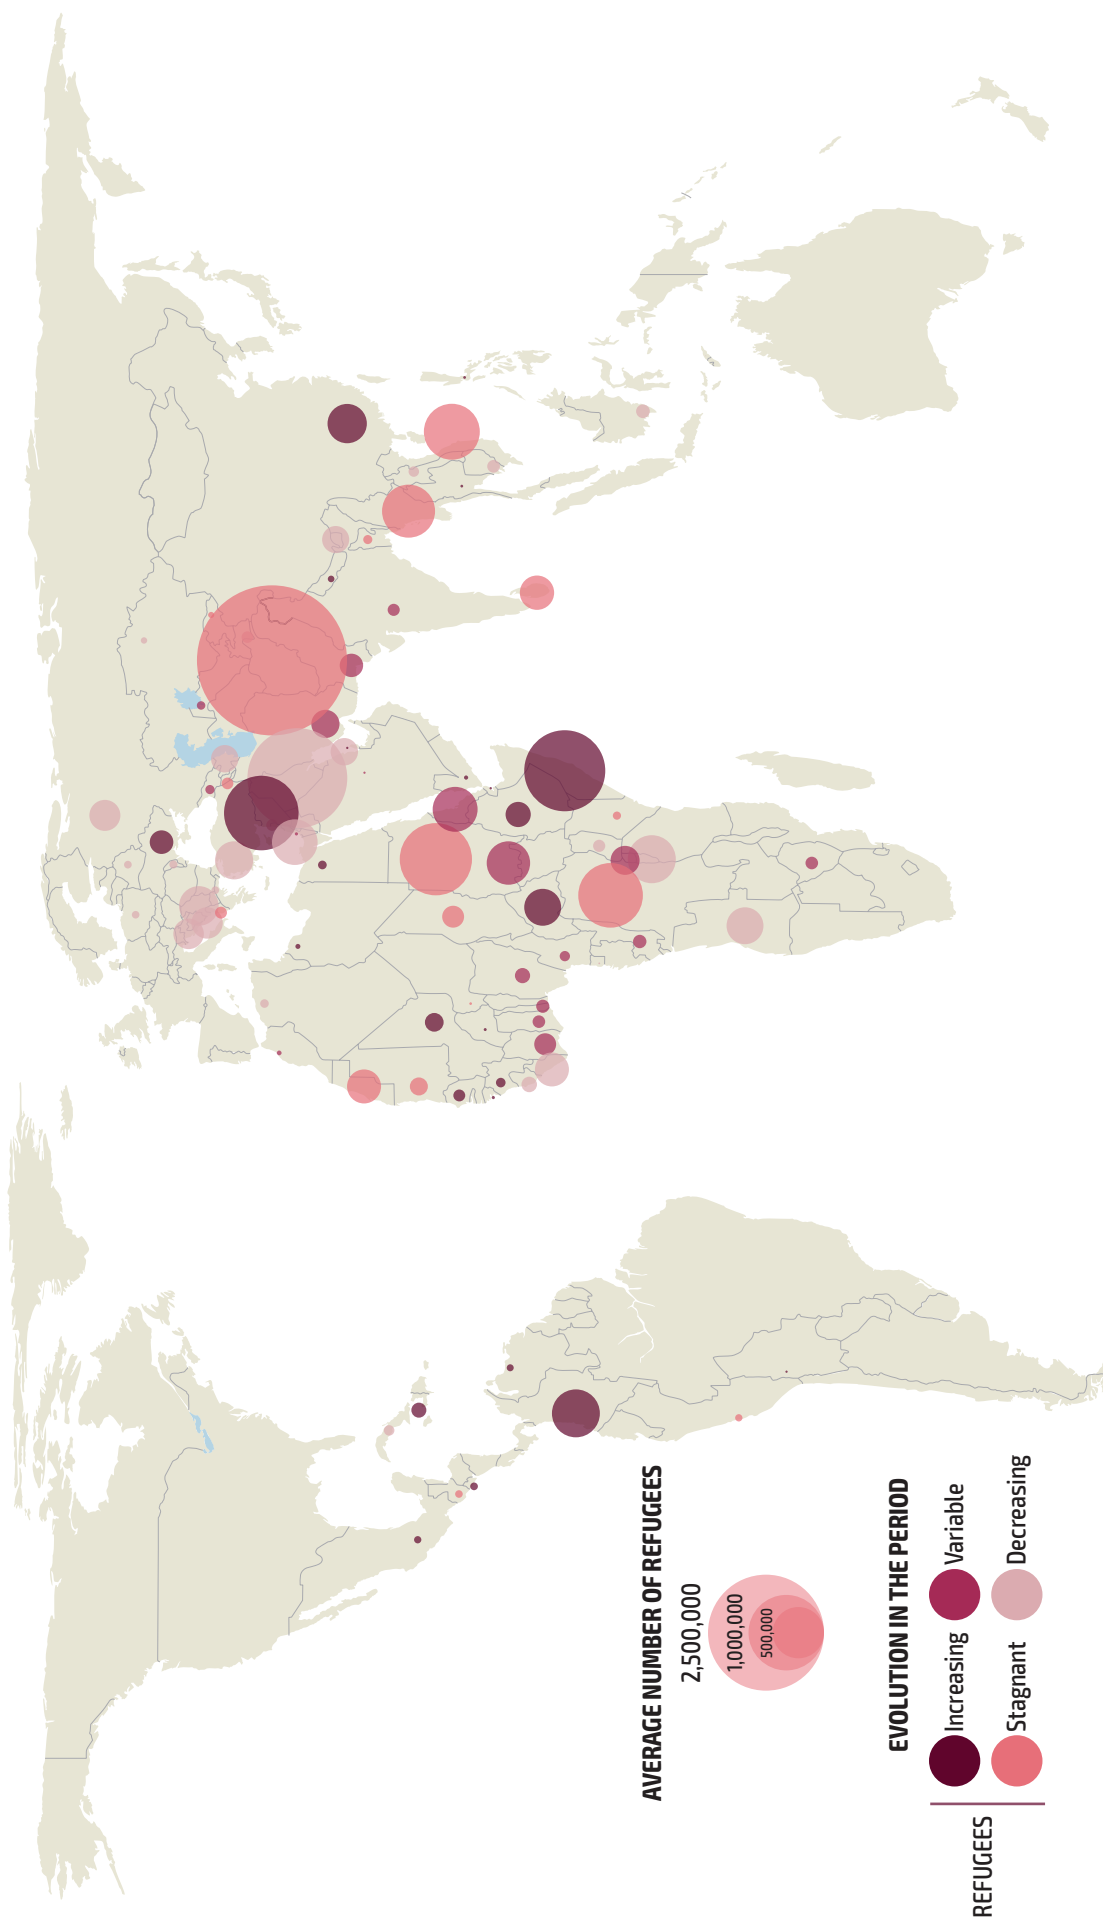 AVERAGE NUMBER OF REFUGEES
2,500,000
1,000,000
500,000
EVOLUTION IN THE PERIOD
REFUGEES
Increasing
Variable
Stagnant
Decreasing